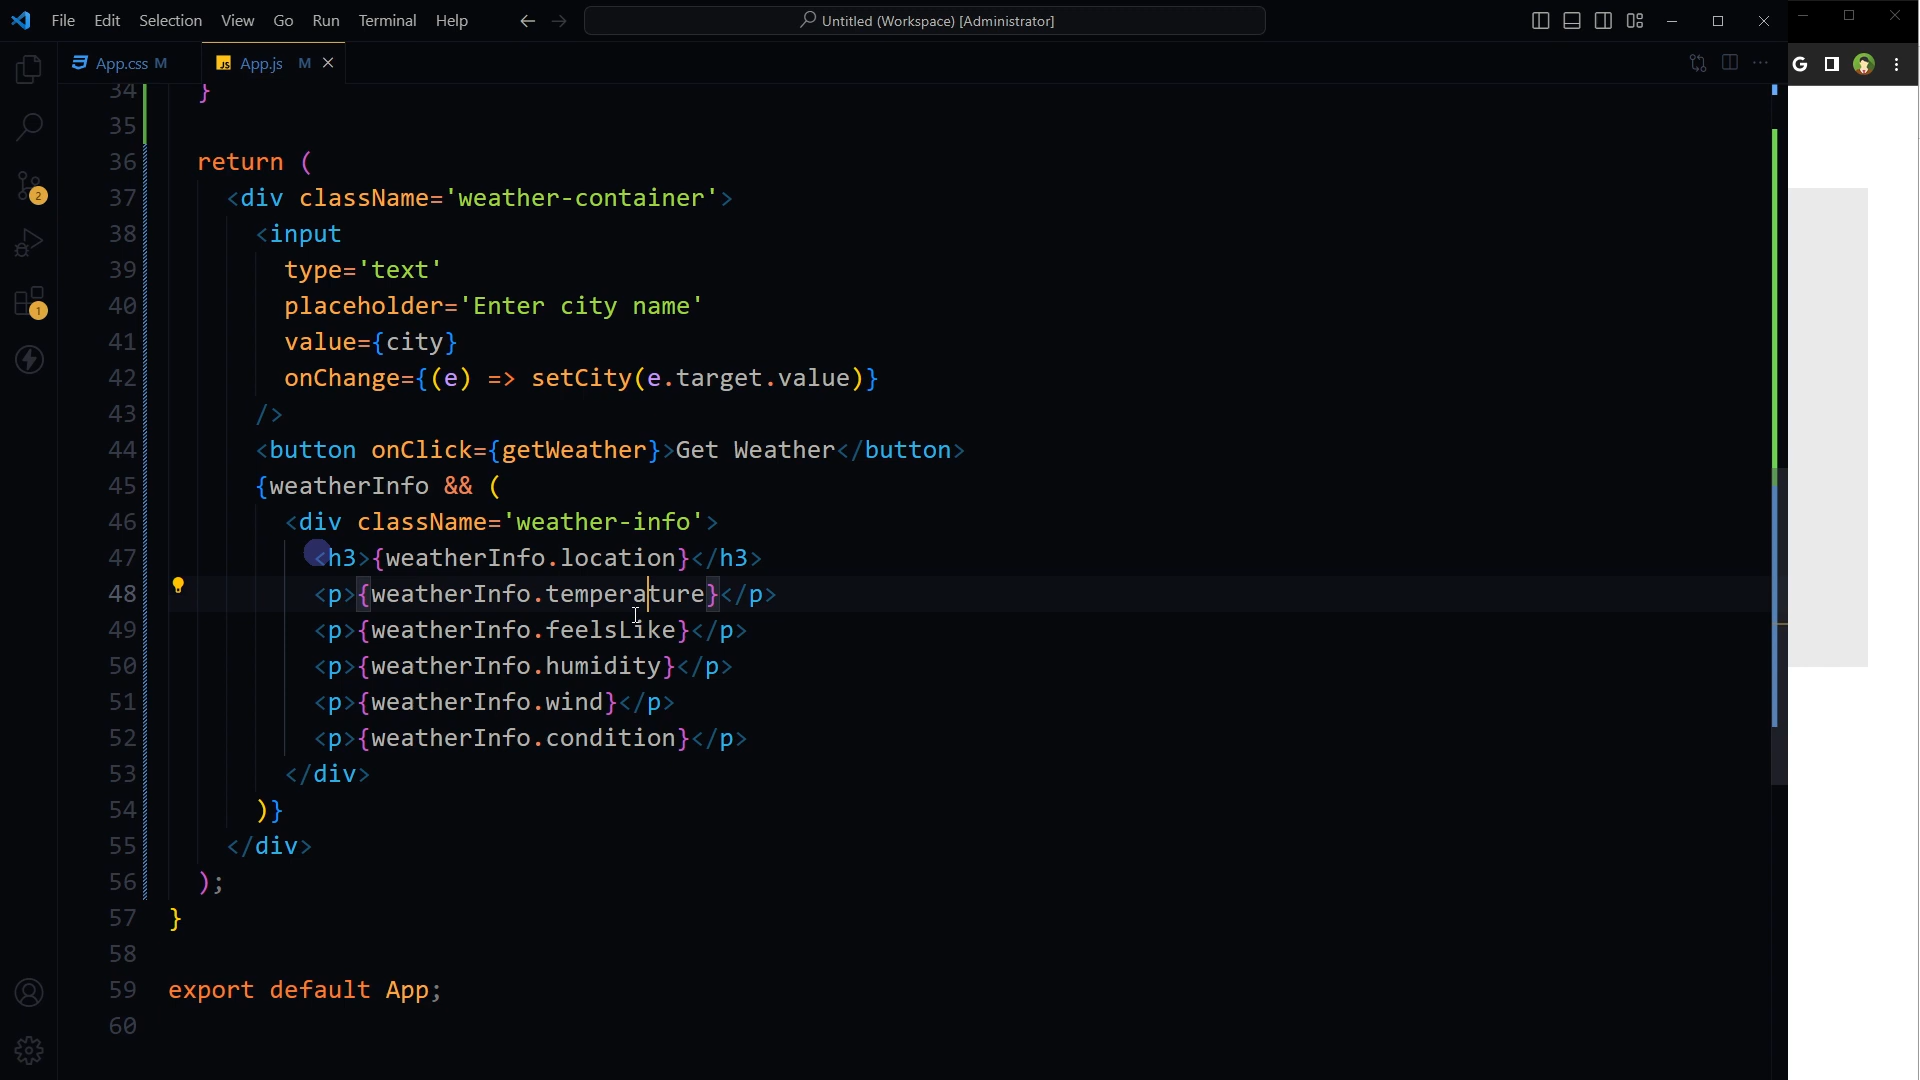 File Edit Selection View Go Run Terminal Help
Untitled (Workspace) [Administrator]
App.css M
JS App.js M
34 }
35
36 return (
37 <div className='weather-container'>
38 <input
39 type='text'
40 placeholder='Enter city name'
41 value={city}
42 onChange={(e) => setCity(e.target.value)}
43 />
44 <button onClick={getWeather}>Get Weather</button>
45 {weatherInfo && (
46 <div className='weather-info'>
47 <h3>{weatherInfo.location}</h3>
48 <p>{weatherInfo.temperature}</p>
49 <p>{weatherInfo.feelsLike}</p>
50 <p>{weatherInfo.humidity}</p>
51 <p>{weatherInfo.wind}</p>
52 <p>{weatherInfo.condition}</p>
53 </div>
54 )}
55 </div>
56 );
57 }
58
59 export default App;
60
2
1
G